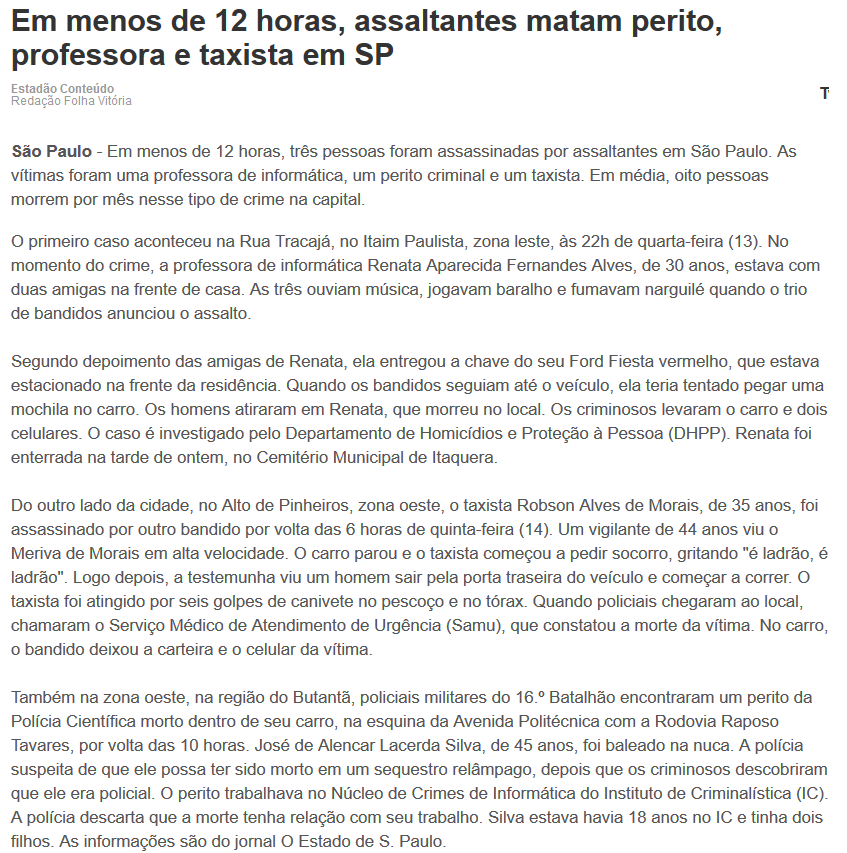 Em menos de 12 horas, assaltantes matam perito,
professora e taxista em SP
Estadão Conteúdo
Redação Folha Vitória
T
São Paulo - Em menos de 12 horas, três pessoas foram assassinadas por assaltantes em São Paulo. As
vítimas foram uma professora de informática, um perito criminal e um taxista. Em média, oito pessoas
morrem por mês nesse tipo de crime na capital.
O primeiro caso aconteceu na Rua Tracajá, no Itaim Paulista, zona leste, às 22h de quarta-feira (13). No
momento do crime, a professora de informática Renata Aparecida Fernandes Alves, de 30 anos, estava com
duas amigas na frente de casa. As três ouviam música, jogavam baralho e fumavam narguilé quando o trio
de bandidos anunciou o assalto.
Segundo depoimento das amigas de Renata, ela entregou a chave do seu Ford Fiesta vermelho, que estava
estacionado na frente da residência. Quando os bandidos seguiam até o veículo, ela teria tentado pegar uma
mochila no carro. Os homens atiraram em Renata, que morreu no local. Os criminosos levaram o carro e dois
celulares. O caso é investigado pelo Departamento de Homicídios e Proteção à Pessoa (DHPP). Renata foi
enterrada na tarde de ontem, no Cemitério Municipal de Itaquera.
Do outro lado da cidade, no Alto de Pinheiros, zona oeste, o taxista Robson Alves de Morais, de 35 anos, foi
assassinado por outro bandido por volta das 6 horas de quinta-feira (14). Um vigilante de 44 anos viu o
Meriva de Morais em alta velocidade. O carro parou e o taxista começou a pedir socorro, gritando "é ladrão, é
ladrão". Logo depois, a testemunha viu um homem sair pela porta traseira do veículo e começar a correr. O
taxista foi atingido por seis golpes de canivete no pescoço e no tórax. Quando policiais chegaram ao local,
chamaram o Serviço Médico de Atendimento de Urgência (Samu), que constatou a morte da vítima. No carro,
o bandido deixou a carteira e o celular da vítima.
Também na zona oeste, na região do Butantã, policiais militares do 16.º Batalhão encontraram um perito da
Polícia Científica morto dentro de seu carro, na esquina da Avenida Politécnica com a Rodovia Raposo
Tavares, por volta das 10 horas. José de Alencar Lacerda Silva, de 45 anos, foi baleado na nuca. A polícia
suspeita de que ele possa ter sido morto em um sequestro relâmpago, depois que os criminosos descobriram
que ele era policial. O perito trabalhava no Núcleo de Crimes de Informática do Instituto de Criminalística (IC).
A polícia descarta que a morte tenha relação com seu trabalho. Silva estava havia 18 anos no IC e tinha dois
filhos. As informações são do jornal O Estado de S. Paulo.